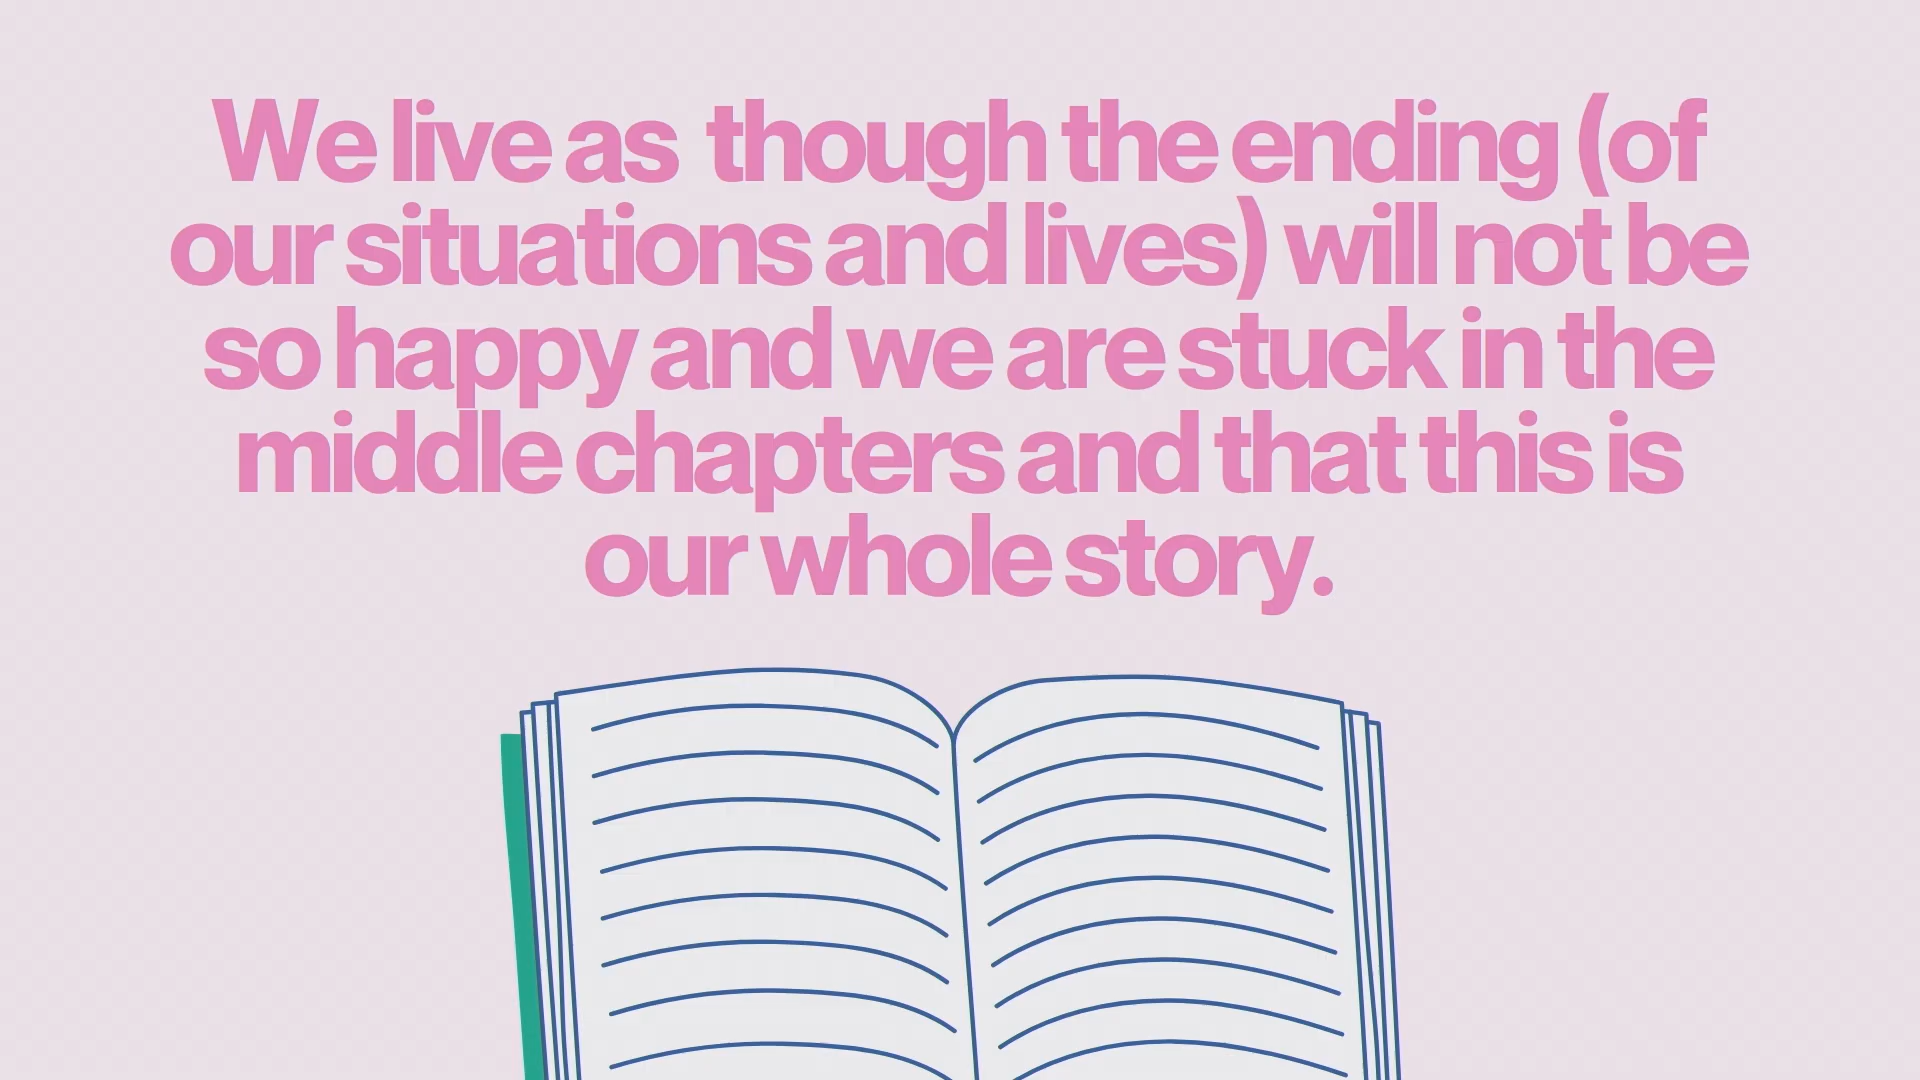 We live as  though the ending (of
our situations and lives) will not be
so happy and we are stuck in the
middle chapters and that this is
our whole story.